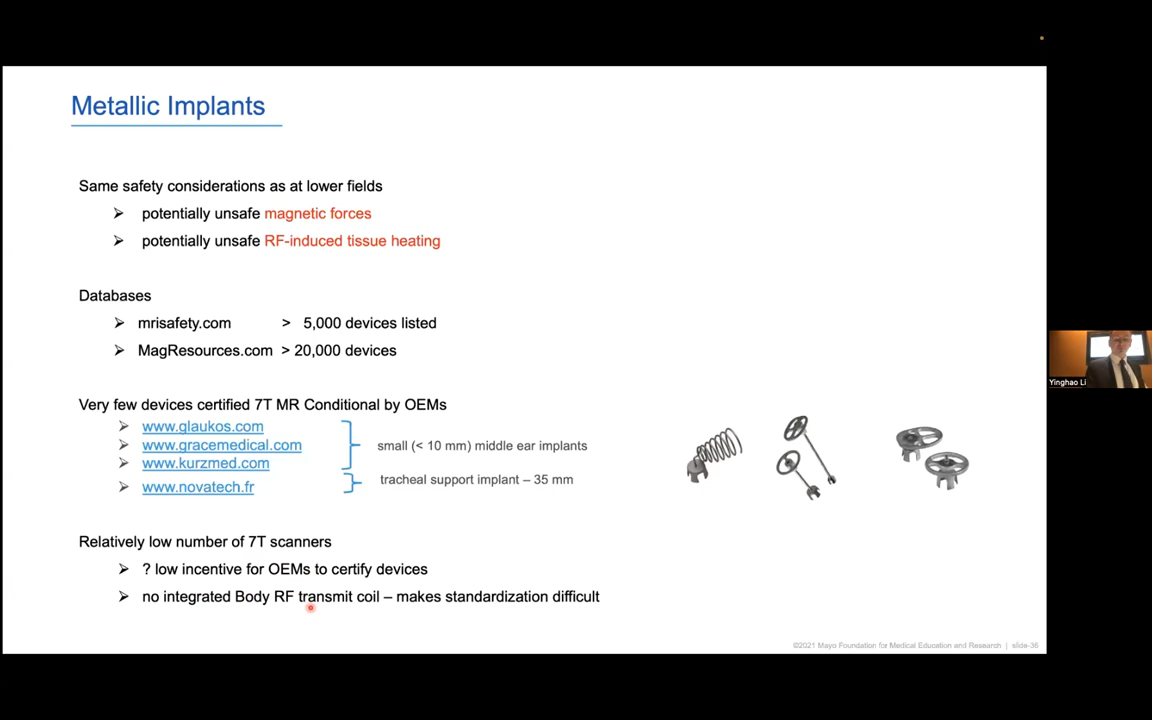 Metallic Implants
Same safety considerations as at lower fields
➢ potentially unsafe magnetic forces
➢ potentially unsafe RF-induced tissue heating
Databases
➢ mrisafety.com > 5,000 devices listed
➢ MagResources.com > 20,000 devices
Very few devices certified 7T MR Conditional by OEMs
➢ www.glaukos.com
➢ www.gracemedical.com
small (< 10 mm) middle ear implants
➢ www.kurzmed.com
➢ www.novatech.fr
tracheal support implant – 35 mm
Relatively low number of 7T scanners
➢ ? low incentive for OEMs to certify devices
➢ no integrated Body RF transmit coil – makes standardization difficult
©2021 Mayo Foundation for Medical Education and Research | slide-36
Yinghao Li